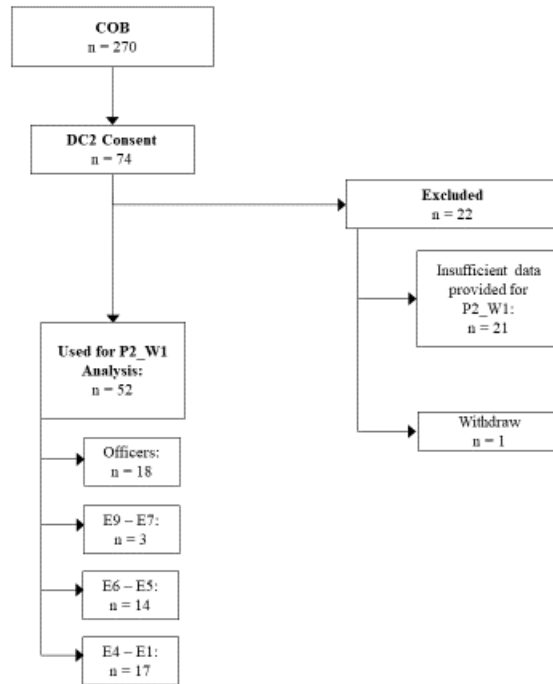 COB
n = 270
DC2 Consent
n = 74
Excluded
n = 22
Insufficient data
provided for
P2_W1:
n = 21
Used for P2_W1
Analysis:
n = 52
Withdraw
n = 1
Officers:
n = 18
E9 – E7:
n = 3
E6 – E5:
n = 14
E4 – E1:
n = 17